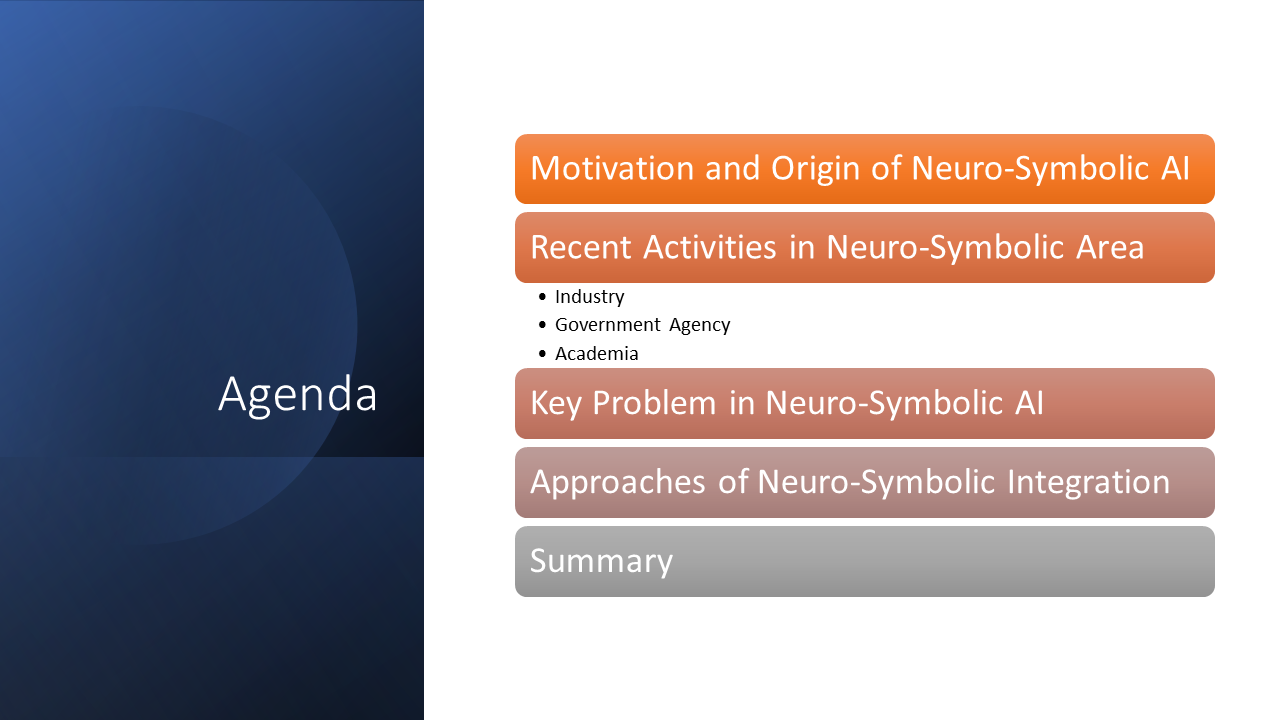 Agenda
Motivation and Origin of Neuro-Symbolic AI
Recent Activities in Neuro-Symbolic Area
• Industry
• Government Agency
• Academia
Key Problem in Neuro-Symbolic AI
Approaches of Neuro-Symbolic Integration
Summary